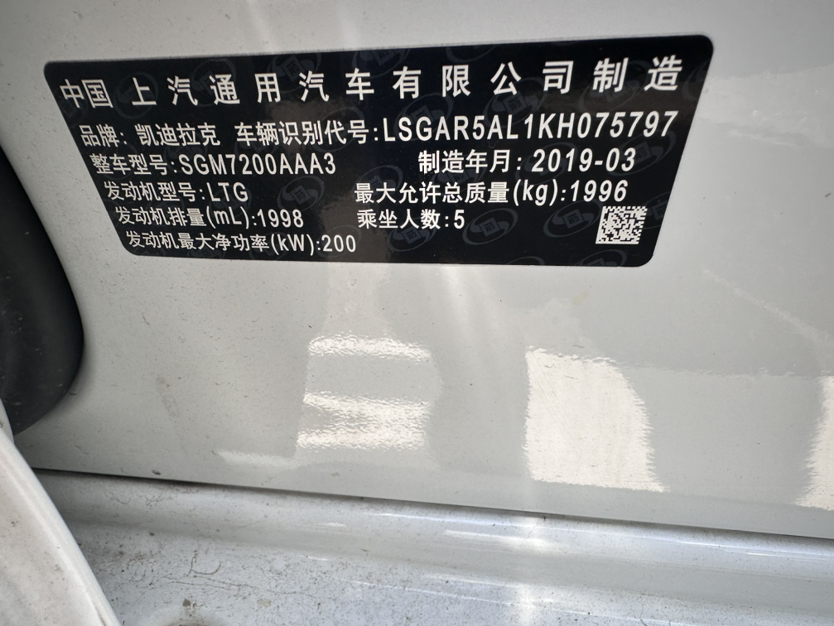 中国 上汽通用汽车有限公司制造
品牌: 凯迪拉克 车辆识别代号:LSGAR5AL1KH075797
整车型号:SGM7200AAA3 制造年月: 2019-03
发动机型号:LTG 最大允许总质量(kg):1996
发动机排量(mL):1998 乘坐人数:5
发动机最大净功率(kW):200